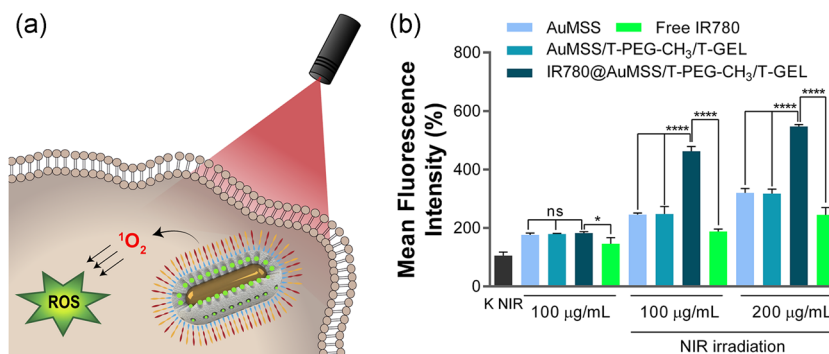 (a)
¹O₂
ROS
(b)
AuMSS
Free IR780
AuMSS/T-PEG-CH₃/T-GEL
IR780@AuMSS/T-PEG-CH₃/T-GEL
Mean Fluorescence
Intensity (%)
800
600
400
200
0
ns
*
****
****
****
****
K NIR
100 µg/mL
100 µg/mL
200 µg/mL
NIR irradiation